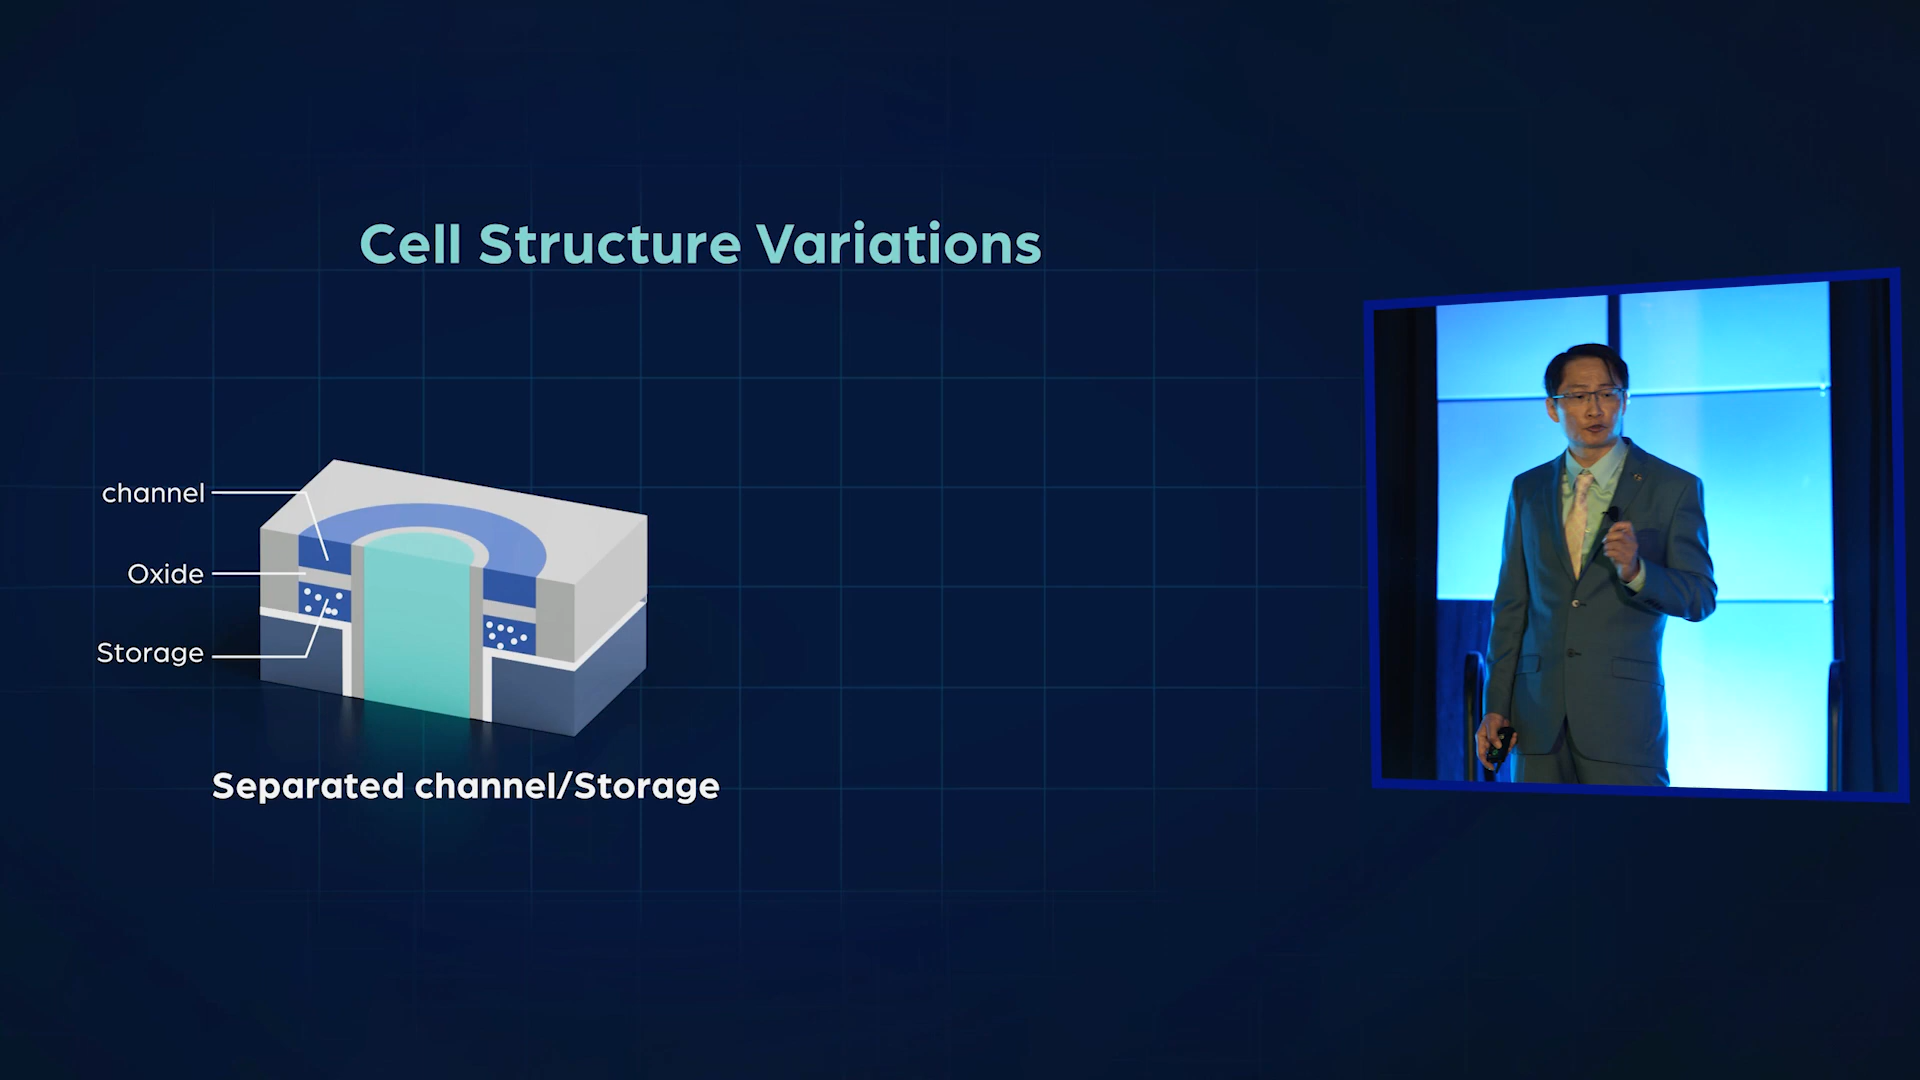 Cell Structure Variations
channel
Oxide
Storage
Separated channel/Storage